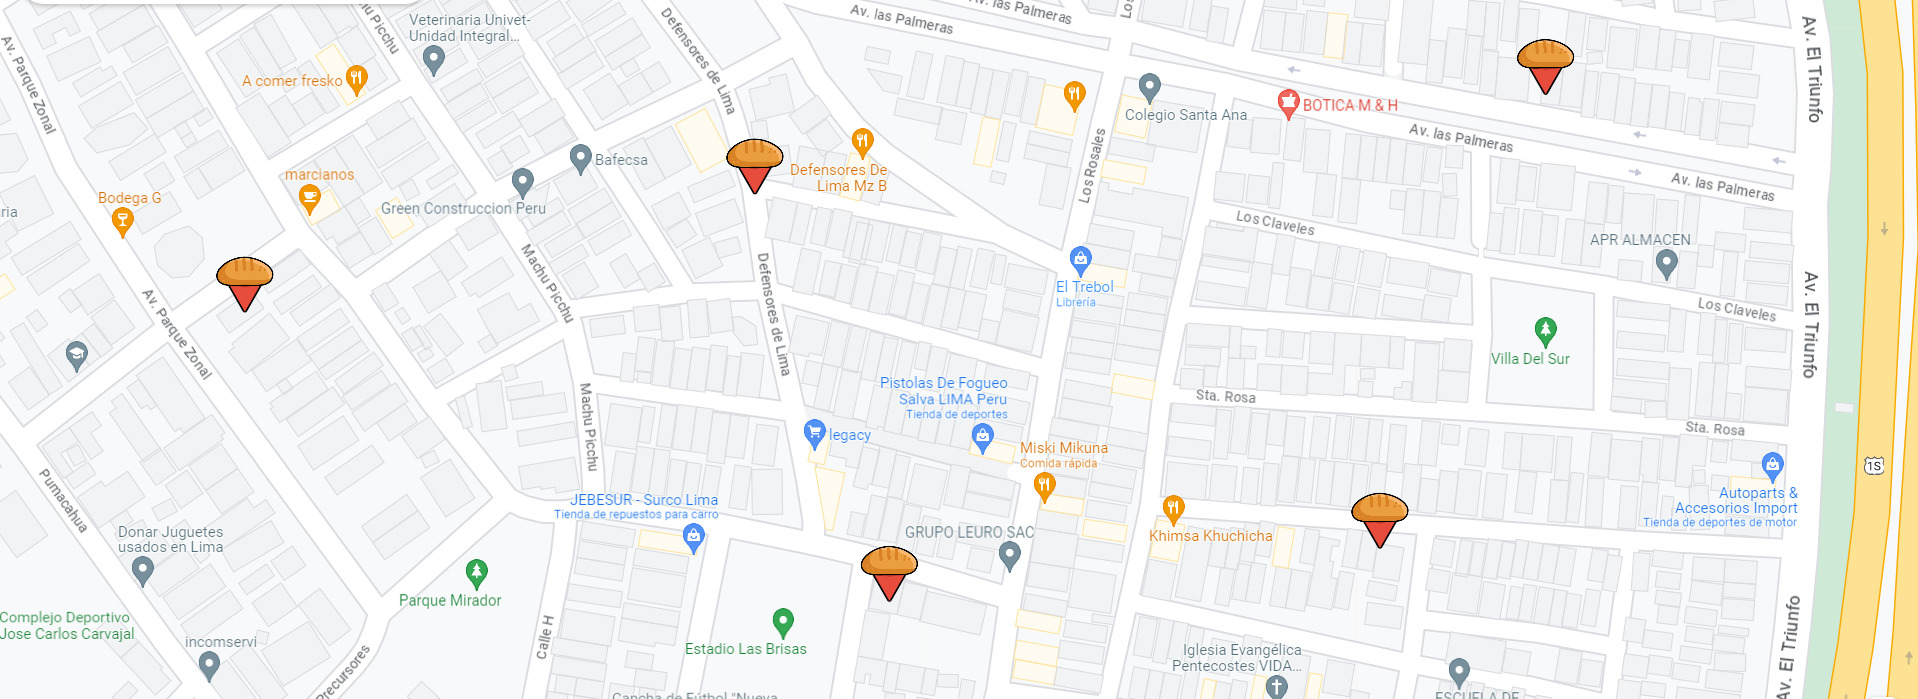 Av. Parque Zonal
Machu Picchu
Veterinaria Univet-
Unidad Integral...
A comer fresko
Defensores de Lima
Av. las Palmeras
Av. las Palmeras
Los
Av. El Triunfo
Colegio Santa Ana
BOTICA M & H
Av. las Palmeras
Av. las Palmeras
Bafecsa
Defensores De
Lima Mz B
Los Rosales
marcianos
Bodega G
Green Construccion Peru
Los Claveles
APR ALMACEN
Machu Picchu
Defensores de Lima
El Trebol
Librería
Av. Parque Zonal
Los Claveles
Av. El Triunfo
Villa Del Sur
Pistolas De Fogueo
Salva LIMA Peru
Tienda de deportes
Machu Picchu
Sta. Rosa
Sta. Rosa
legacy
Miski Mikuna
Comida rápida
1S
Pumacahua
JEBESUR - Surco Lima
Tienda de repuestos para carro
Autoparts &
Accesorios Import
Tienda de deportes de motor
Donar Juguetes
usados en Lima
GRUPO LEURO SAC
Khimsa Khuchicha
Parque Mirador
Complejo Deportivo
Jose Carlos Carvajal
Calle H
Estadio Las Brisas
incomservi
Precursores
Iglesia Evangélica
Pentecostes VIDA...
Av. El Triunfo
Cancha de Fútbol "Nueva
ESCUELA DE